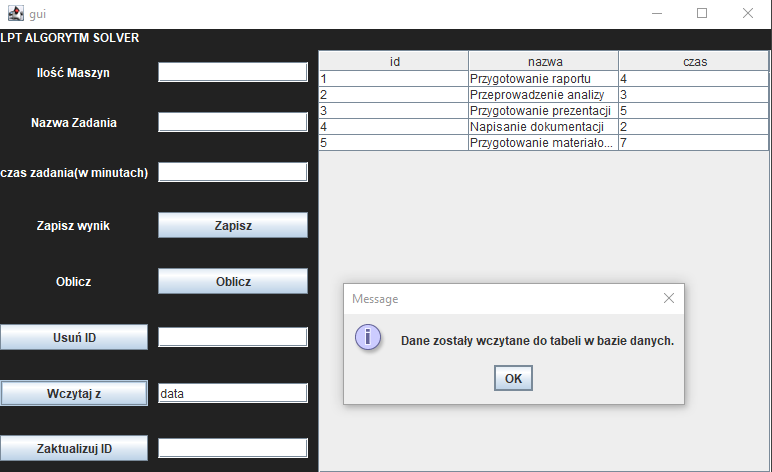 gui
LPT ALGORYTM SOLVER
Ilość Maszyn
Nazwa Zadania
czas zadania(w minutach)
Zapisz wynik Zapisz
Oblicz Oblicz
Usuń ID
Wczytaj z data
Zaktualizuj ID
id nazwa czas
1 Przygotowanie raportu 4
2 Przeprowadzenie analizy 3
3 Przygotowanie prezentacji 5
4 Napisanie dokumentacji 2
5 Przygotowanie materiało... 7
Message
Dane zostały wczytane do tabeli w bazie danych.
OK